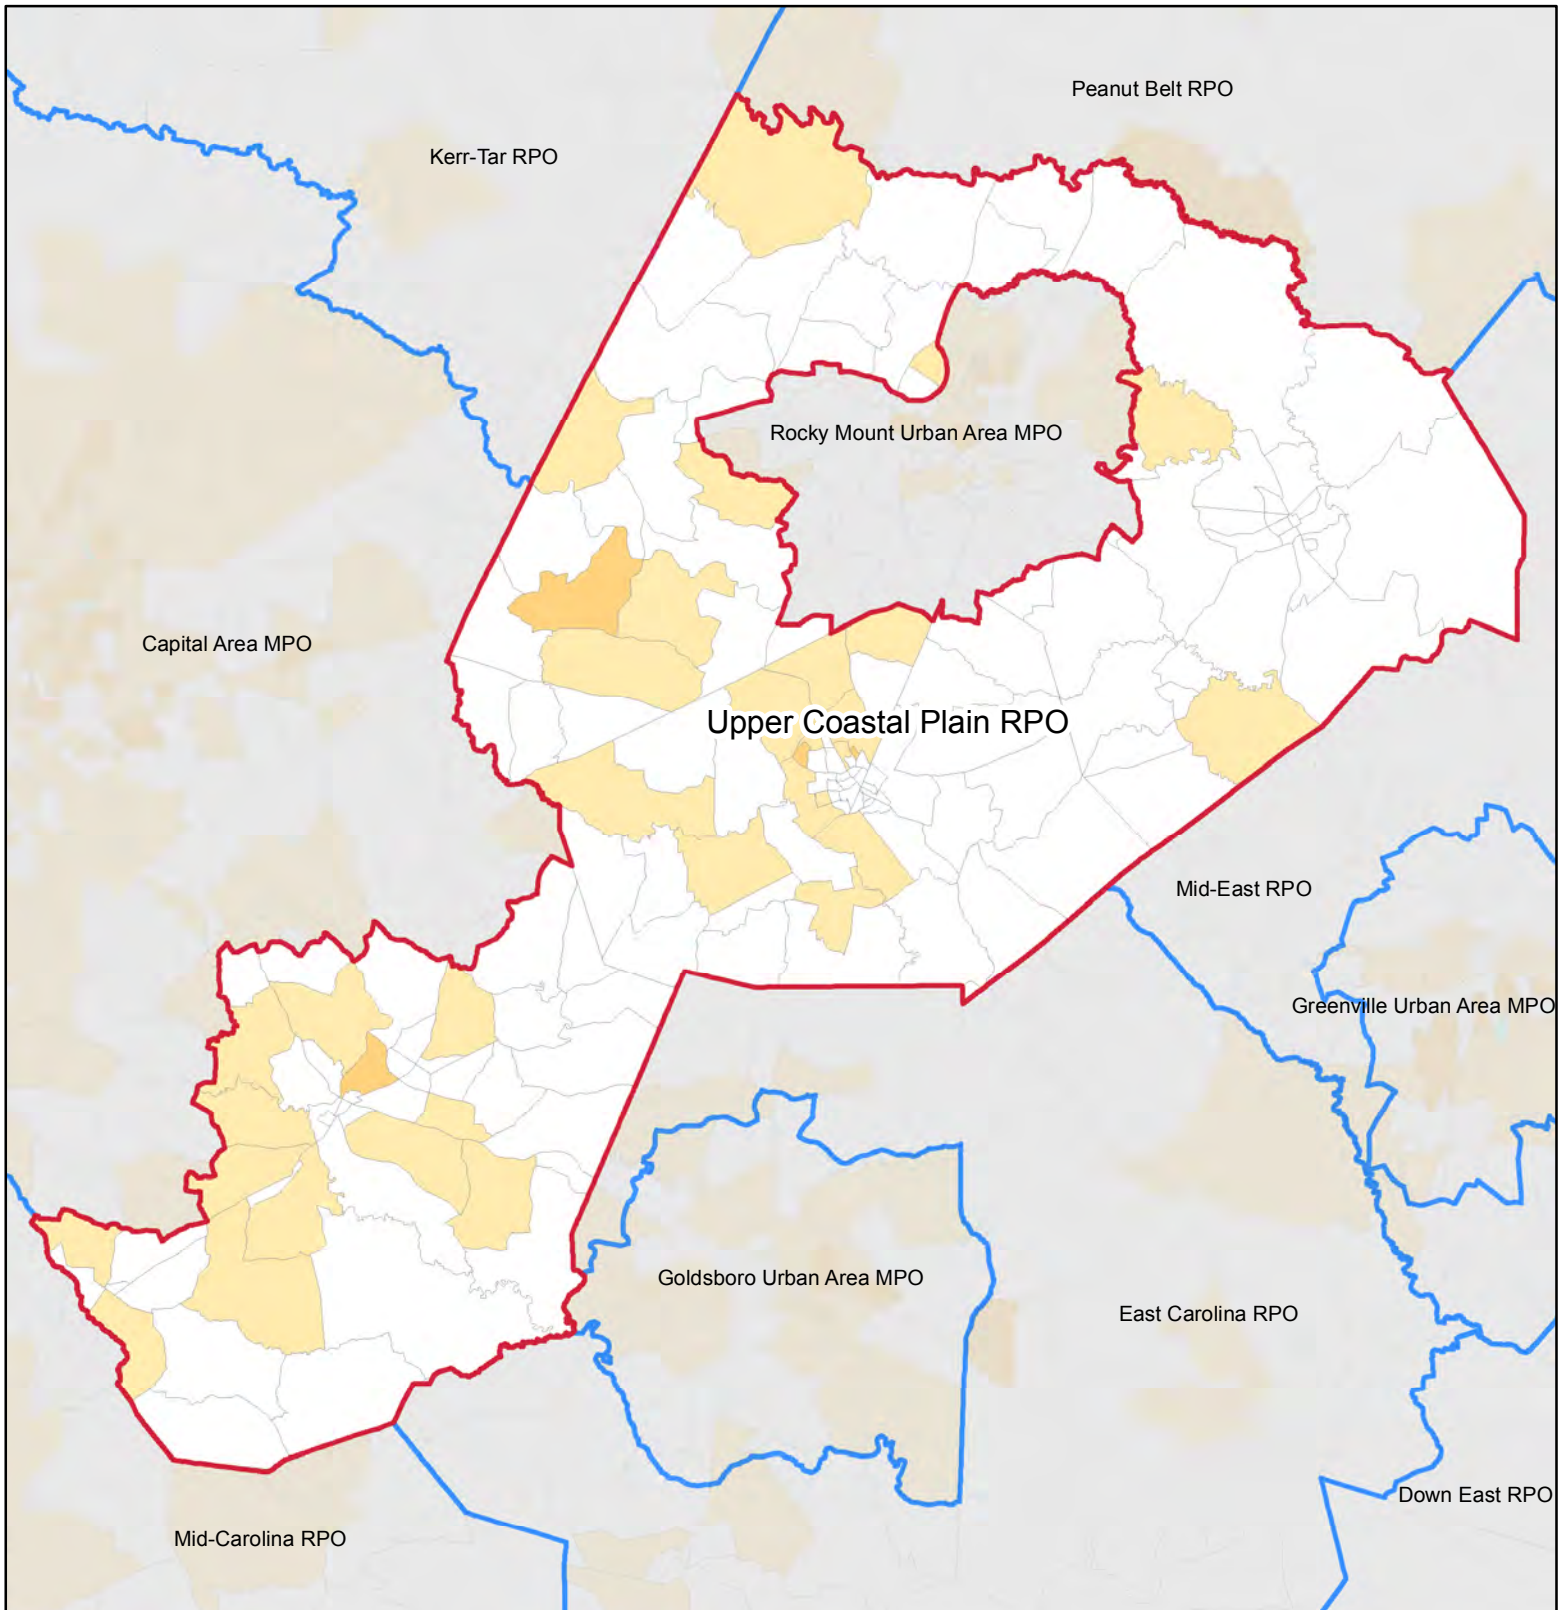 Peanut Belt RPO
Kerr-Tar RPO
Rocky Mount Urban Area MPO
Capital Area MPO
Upper Coastal Plain RPO
Mid-East RPO
Greenville Urban Area MPO
Goldsboro Urban Area MPO
East Carolina RPO
Down East RPO
Mid-Carolina RPO